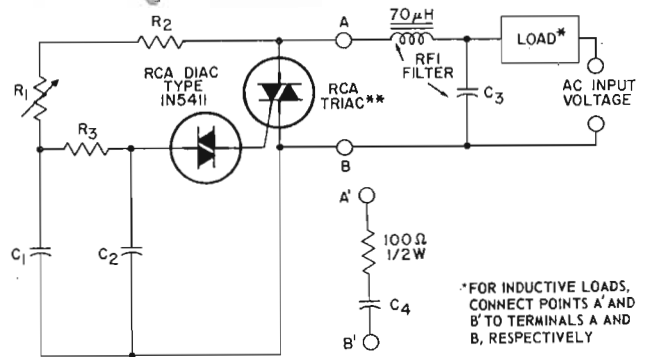 R2
A
70µH
LOAD*
R1
RCA DIAC
TYPE
1N5411
RCA
TRIAC**
RFI
FILTER
C3
AC INPUT
VOLTAGE
R3
B
A'
C1
C2
100Ω
1/2W
C4
B'
*FOR INDUCTIVE LOADS,
CONNECT POINTS A' AND
B' TO TERMINALS A AND
B, RESPECTIVELY